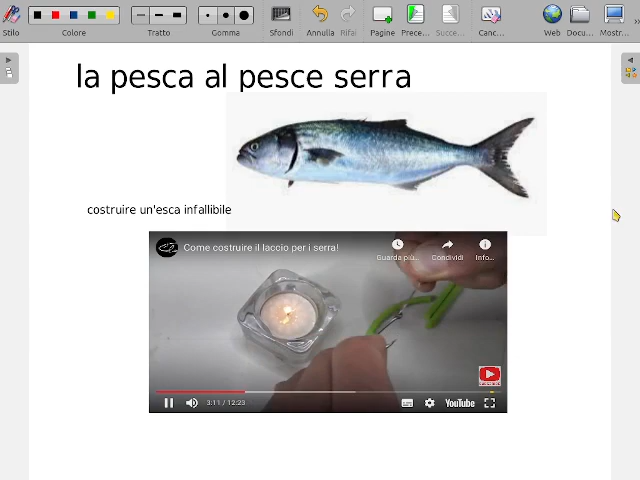 Stilo
Colore
Tratto
Gomma
Sfondi
Annulla
Rifai
Pagine
Prece...
Succe...
Canc...
Web
Docu...
Mostr...
la pesca al pesce serra
costruire un'esca infallibile
Come costruire il laccio per i serra!
Guarda più...
Condividi
Info...
3:11 / 12:23
YouTube